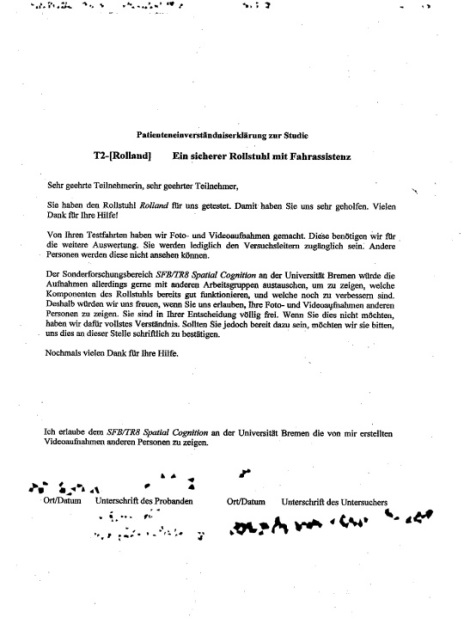 Patienteneinverständniserklärung zur Studie
T2-[Rolland] Ein sicherer Rollstuhl mit Fahrassistenz
Sehr geehrte Teilnehmerin, sehr geehrter Teilnehmer,
Sie haben den Rollstuhl Rolland für uns getestet. Damit haben Sie uns sehr geholfen. Vielen
Dank für Ihre Hilfe!
Von Ihren Testfahrten haben wir Foto- und Videoaufnahmen gemacht. Diese benötigen wir für
die weitere Auswertung. Sie werden lediglich den Versuchsleitern zugänglich sein. Andere
Personen werden diese nicht ansehen können.
Der Sonderforschungsbereich SFB/TR8 Spatial Cognition an der Universität Bremen würde die
Aufnahmen allerdings gerne mit anderen Arbeitsgruppen austauschen, um zu zeigen, welche
Komponenten des Rollstuhls bereits gut funktionieren, und welche noch zu verbessern sind.
Deshalb würden wir uns freuen, wenn Sie uns erlauben, Ihre Foto- und Videoaufnahmen anderen
Personen zu zeigen. Sie sind in Ihrer Entscheidung völlig frei. Wenn Sie dies nicht möchten,
haben wir dafür vollstes Verständnis. Sollten Sie jedoch bereit dazu sein, möchten wir sie bitten,
uns dies an dieser Stelle schriftlich zu bestätigen.
Nochmals vielen Dank für Ihre Hilfe.
Ich erlaube dem SFB/TR8 Spatial Cognition an der Universität Bremen die von mir erstellten
Videoaufnahmen anderen Personen zu zeigen.
Ort/Datum Unterschrift des Probanden Ort/Datum Unterschrift des Untersuchers